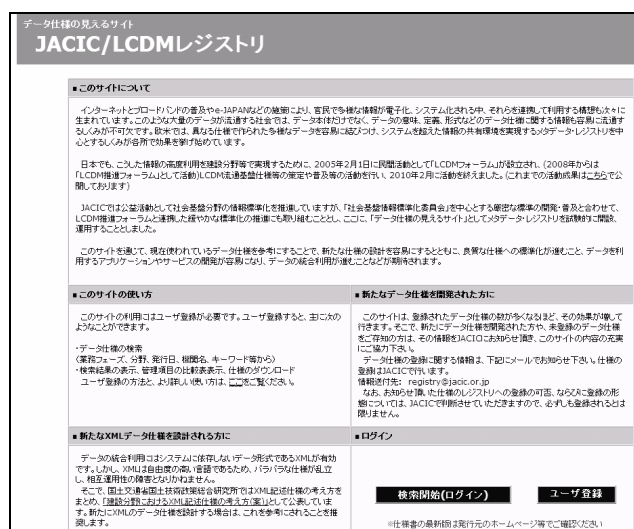 データ仕様の見えるサイト
JACIC/LCDMレジストリ
■このサイトについて
インターネットとブロードバンドの普及やe-JAPANなどの施策により、官民で多様な情報が電子化、システム化される中、それらを連携して利用する構想も次々に
生まれています。このような大量のデータが流通する社会では、データ本体だけでなく、データの意味、形式などのデータ仕様に関する情報も流通す
るしくみが不可欠です。欧米では、異なる仕様で作られた多様なデータを容易に結びつけ、システムを超えた情報の共有環境を実現するメタデータ・レジストリを中
心とするしくみが各所で効果を挙げ始めています。
日本でも、こうした情報の高度利用を建設分野等で実現するために、2005年2月1日に民間活動として「LCDMフォーラム」が設立され、(2008年からは
「LCDM推進フォーラム」として活動)LCDM流通基盤仕様等の策定や普及等の活動を行い、2010年2月に活動を終えました。(これまでの活動成果はこちらで公
開しております)
JACICでは公益活動として社会基盤分野の情報標準化を推進していますが、「社会基盤情報標準化委員会」を中心とする厳密な標準の開発・普及と合わせて、
LCDM推進フォーラムと連携した緩やかな標準化の推進にも取り組むこととし、ここに、「データ仕様の見えるサイト」としてメタデータ・レジストリを試験的に開設、
運用することとしました。
このサイトを通じて、現在使われているデータ仕様を参考にすることで、新たな仕様の設計を容易にするとともに、良質な仕様への標準化が進むこと、データを利
用するアプリケーションやサービスの開発が容易になり、データの統合利用が進むことなどが期待されます。
■このサイトの使い方
このサイトの利用にはユーザ登録が必要です。ユーザ登録すると、主に次の
ようなことができます。
・データ仕様の検索
(業務フェーズ、分野、発行日、機関名、キーワード等から)
・検索結果の表示、管理項目の比較表表示、仕様のダウンロード
ユーザ登録の方法と、より詳しい使い方は、ここをご覧ください。
■新たなデータ仕様を開発された方に
このサイトは、登録されたデータ仕様の数が多くなるほど、その効果が増して
行きます。そこで、新たにデータ仕様を開発された方や、未登録のデータ仕様
をご存知の方は、その情報をJACICにお知らせ頂き、このサイトの内容の充実
にご協力下さい。
データ仕様の登録に関する情報は、下記にメールでお知らせ下さい。仕様の
登録はJACICで行います。
情報送付先: registry@jacic.or.jp
なお、お知らせ頂いた仕様のレジストリへの登録の可否、ならびに登録の形
態については、JACICで判断させていただきますので、必ずしも登録されるとは
限りません。
■新たなXMLデータ仕様を設計される方に
データの統合利用にはシステムに依存しないデータ形式であるXMLが有効
です。しかし、XMLは自由度の高い言語であるため、バラバラな仕様が乱立
し、相互運用性の障害となりかねません。
そこで、国土交通省国土技術政策総合研究所ではXML記述仕様の考え方を
まとめ、「建設分野におけるXML記述仕様の考え方(案)」として公表していま
す。新たにXMLのデータ仕様を設計する場合は、これを参考にされることを推
奨します。
■ログイン
検索開始(ログイン)
ユーザ登録
※仕様書の最新版は発行元のホームページ等でご確認ください